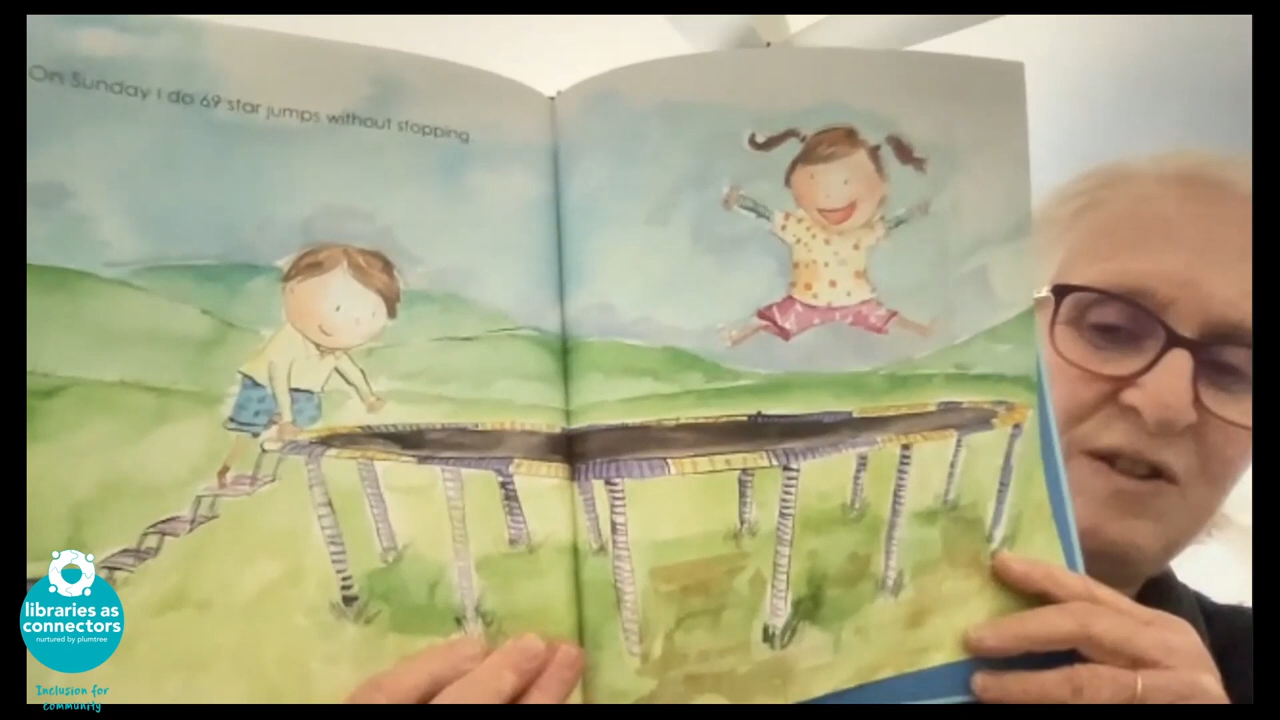 On Sunday I do 69 star jumps without stopping
libraries as
connectors
nurtured by plumtree
Inclusion for
community